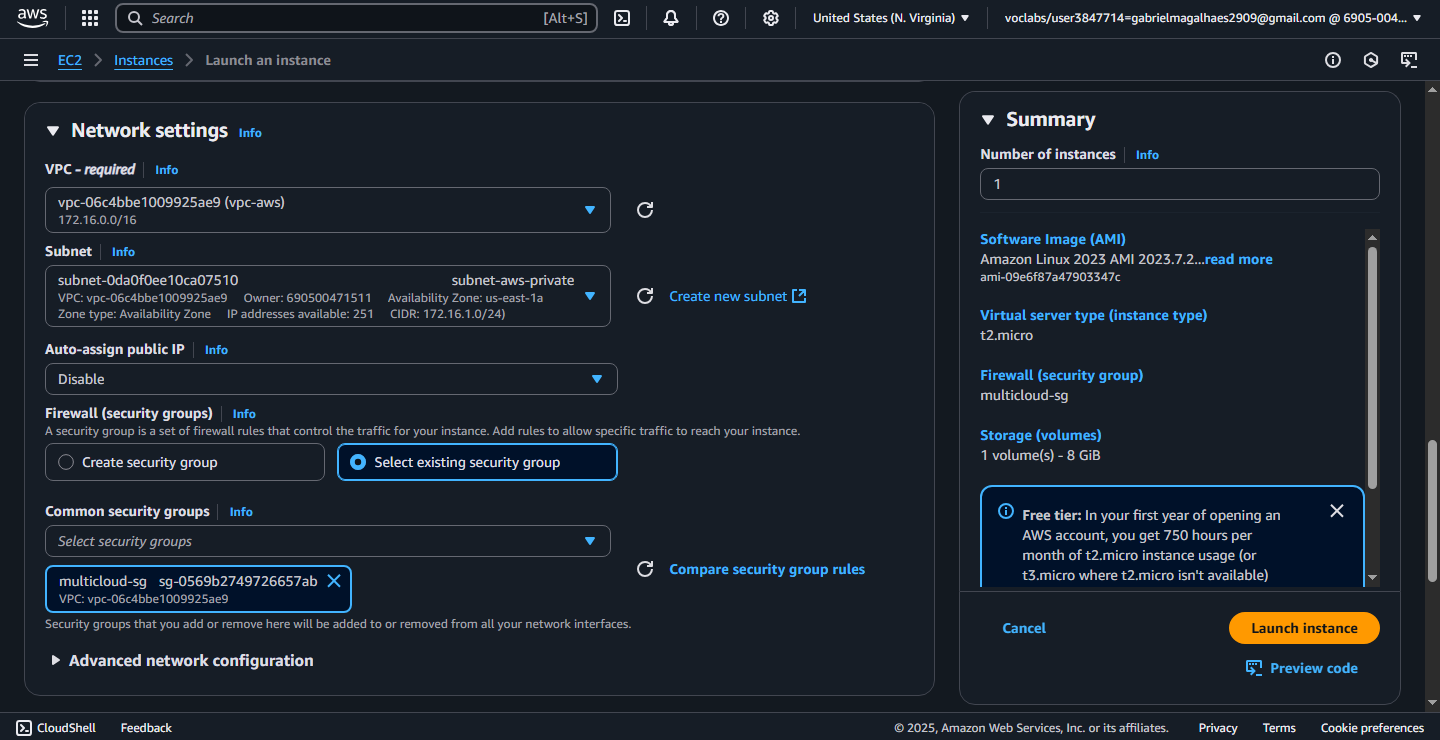 aws
Search [Alt+S]
United States (N. Virginia)
voclabs/user3847714=gabrielmagalhaes2909@gmail.com @ 6905-004...
EC2 Instances Launch an instance
Network settings Info
VPC - required Info
vpc-06c4bbe1009925ae9 (vpc-aws)
172.16.0.0/16
Subnet Info
subnet-0da0f0ee10ca07510 subnet-aws-private
VPC: vpc-06c4bbe1009925ae9 Owner: 690500471511 Availability Zone: us-east-1a
Zone type: Availability Zone IP addresses available: 251 CIDR: 172.16.1.0/24)
Create new subnet
Auto-assign public IP Info
Disable
Firewall (security groups) Info
A security group is a set of firewall rules that control the traffic for your instance. Add rules to allow specific traffic to reach your instance.
Create security group Select existing security group
Common security groups Info
Select security groups
multicloud-sg sg-0569b2749726657ab
VPC: vpc-06c4bbe1009925ae9
Compare security group rules
Security groups that you add or remove here will be added to or removed from all your network interfaces.
Advanced network configuration
Summary
Number of instances Info
1
Software Image (AMI)
Amazon Linux 2023 AMI 2023.7.2...read more
ami-09e6f87a47903347c
Virtual server type (instance type)
t2.micro
Firewall (security group)
multicloud-sg
Storage (volumes)
1 volume(s) - 8 GiB
Free tier: In your first year of opening an
AWS account, you get 750 hours per
month of t2.micro instance usage (or
t3.micro where t2.micro isn't available)
Cancel Launch instance
Preview code
CloudShell Feedback
© 2025, Amazon Web Services, Inc. or its affiliates. Privacy Terms Cookie preferences